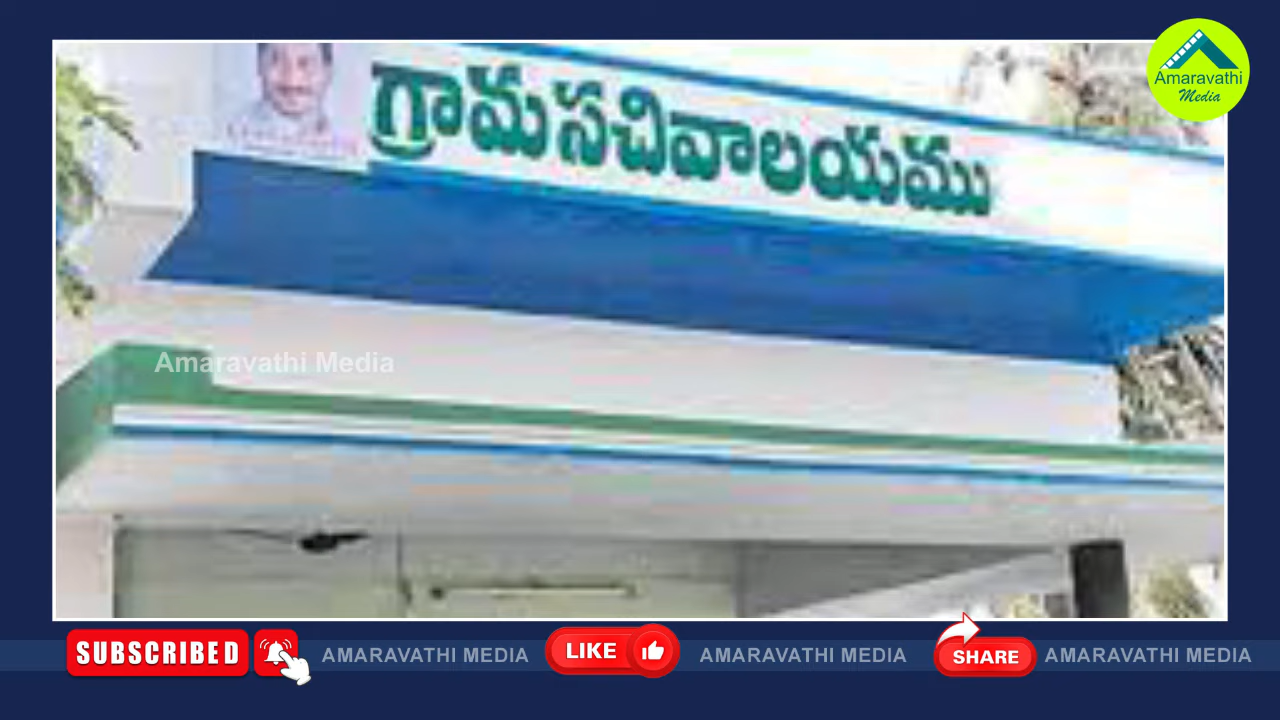 Amaravathi
Media
గ్రామ సచివాలయము
Amaravathi Media
SUBSCRIBED
AMARAVATHI MEDIA
LIKE
AMARAVATHI MEDIA
SHARE
AMARAVATHI MEDIA